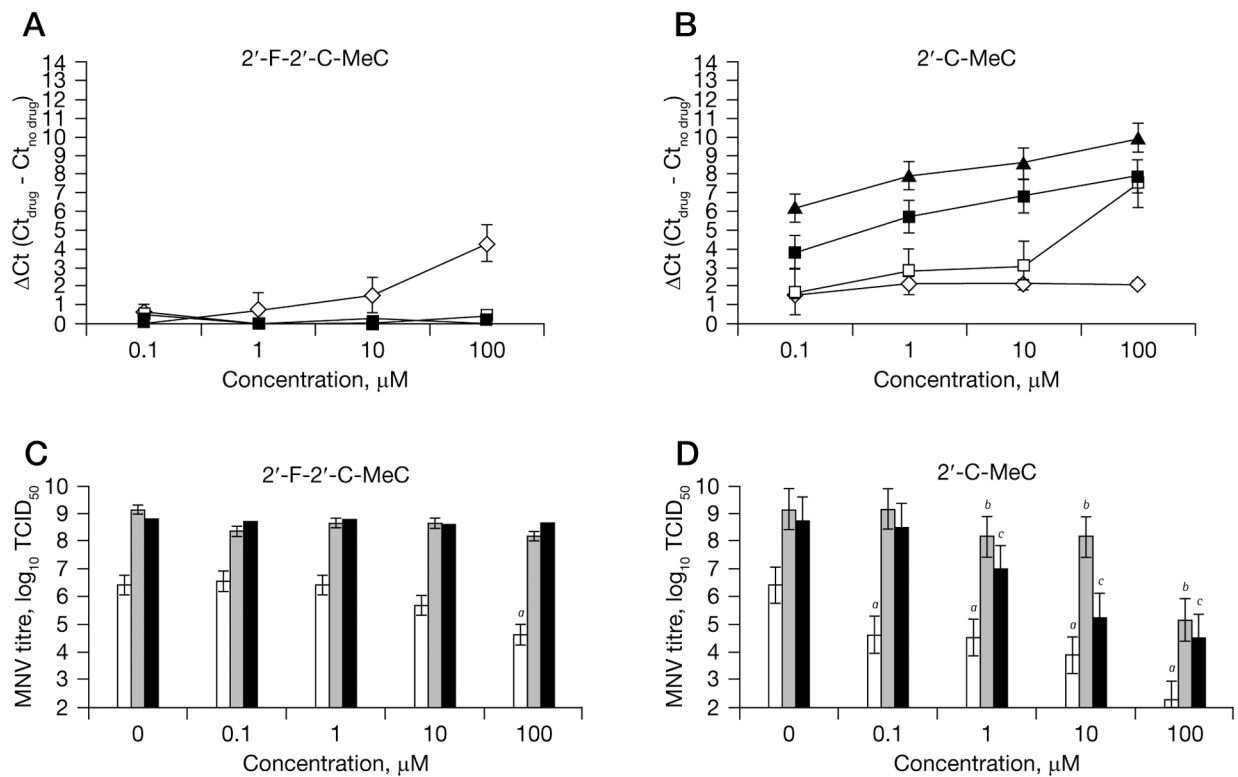 A
2′-F-2′-C-MeC
ΔCt (Ct_drug - Ct_no drug)
14
13
12
11
10
9
8
7
6
5
4
3
2
1
0
0.1 1 10 100
Concentration, μM
B
2′-C-MeC
ΔCt (Ct_drug - Ct_no drug)
14
13
12
11
10
9
8
7
6
5
4
3
2
1
0
0.1 1 10 100
Concentration, μM
C
2′-F-2′-C-MeC
MNV titre, log₁₀ TCID₅₀
10
9
8
7
6
5
4
3
2
a
0 0.1 1 10 100
Concentration, μM
D
2′-C-MeC
MNV titre, log₁₀ TCID₅₀
10
9
8
7
6
5
4
3
2
a a b c a b c a b c
0 0.1 1 10 100
Concentration, μM